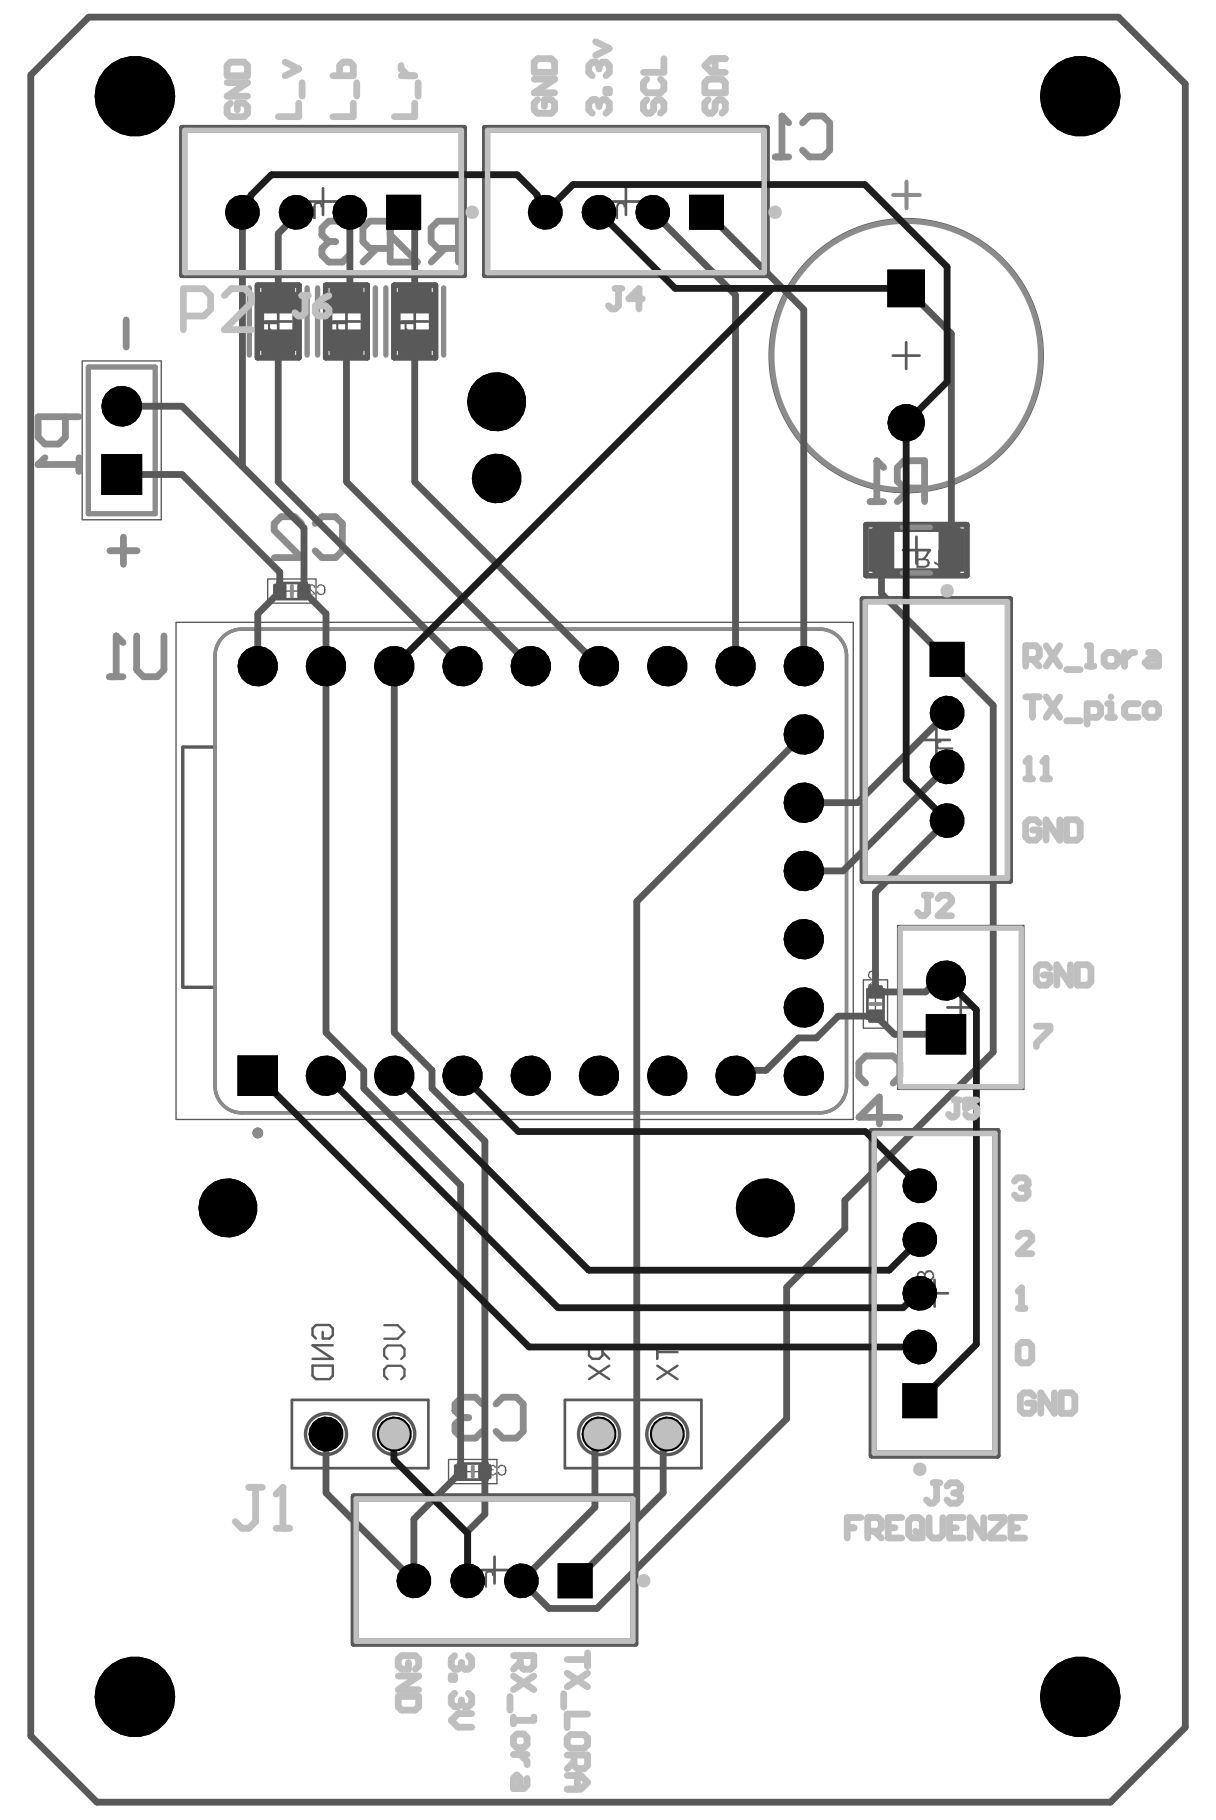 GND
L_v
L_b
L_r
GND
3.3v
SCL
SDA
C1
R3
R2
P2
J6
J4
P1
R1
C2
U1
RX_lora
TX_pico
11
GND
J2
GND
7
C4
J5
3
2
1
0
GND
GND
VCC
RX
TX
C3
J1
J3
FREQUENZE
GND
3.3V
RX_lora
TX_LORA